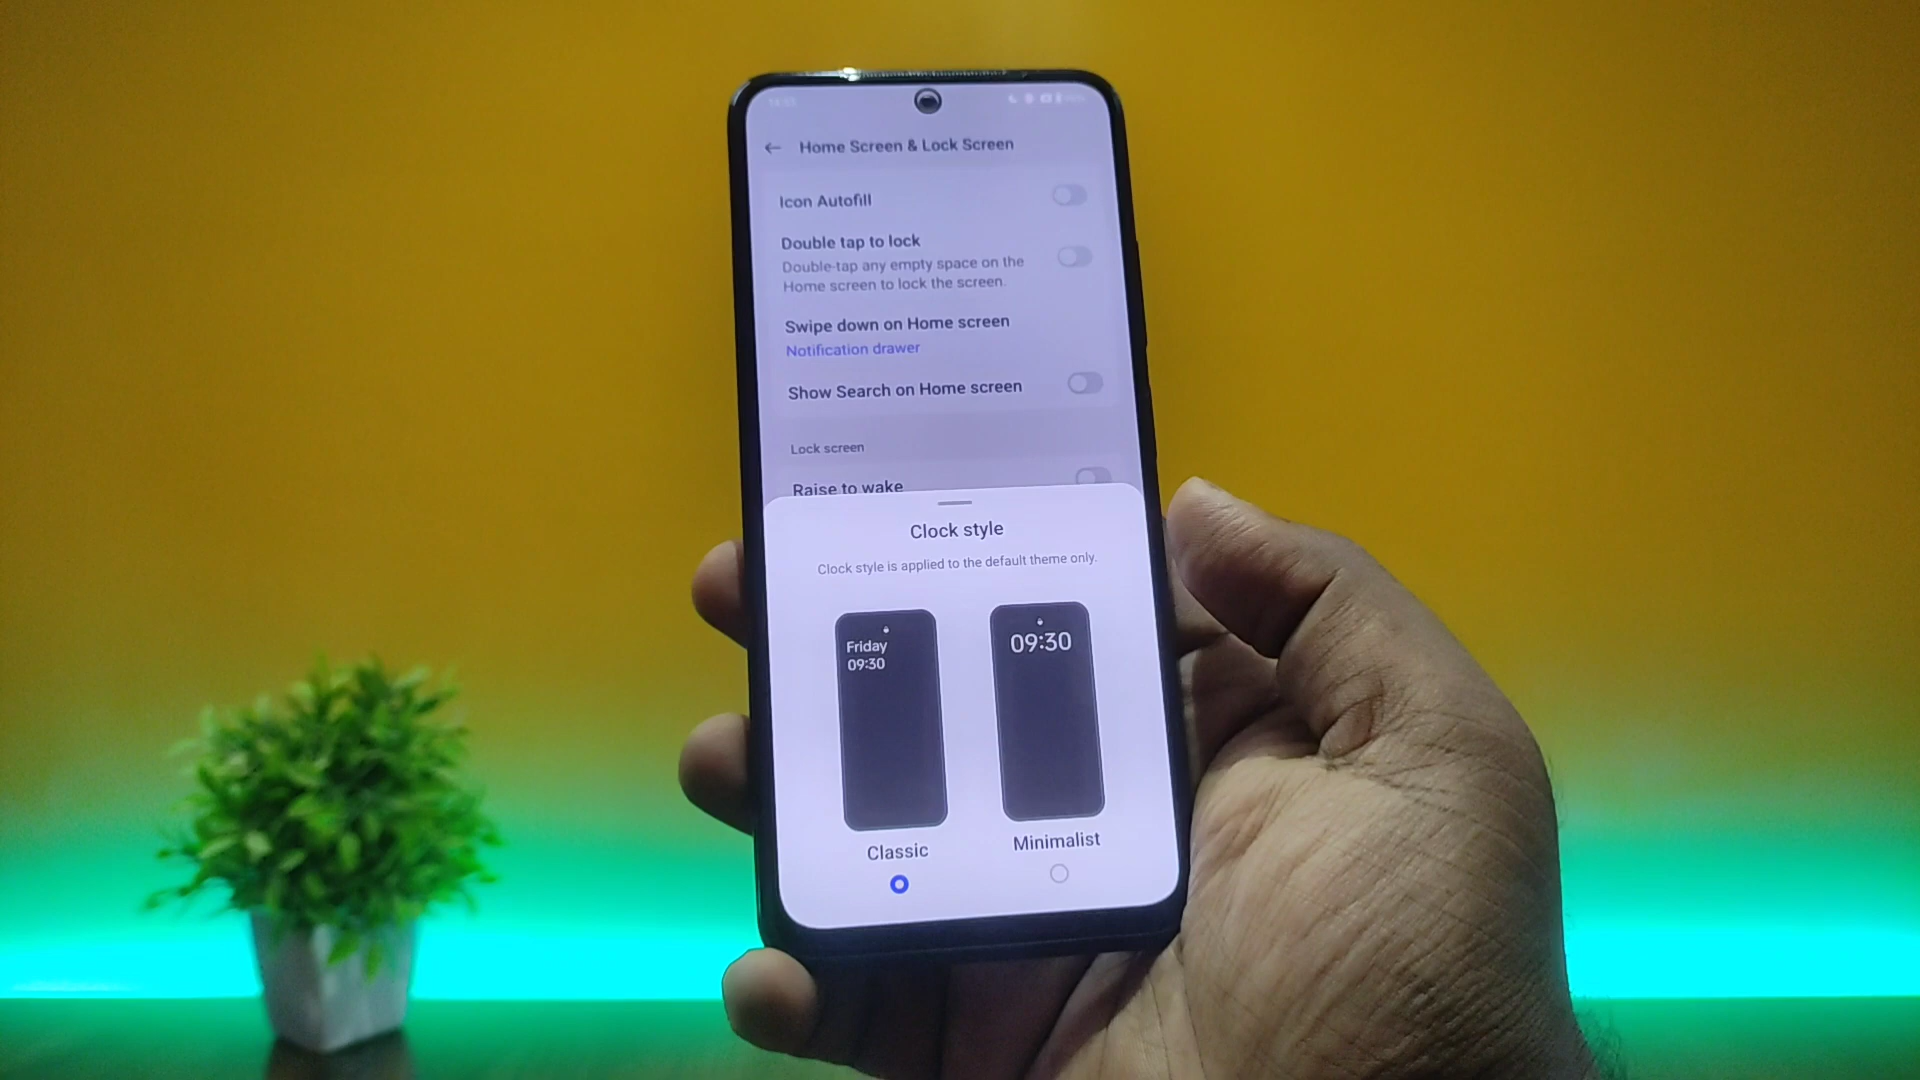 Home Screen & Lock Screen
Icon Autofill
Double tap to lock
Double-tap any empty space on the
Home screen to lock the screen.
Swipe down on Home screen
Notification drawer
Show Search on Home screen
Lock screen
Raise to wake
Clock style
Clock style is applied to the default theme only.
Friday
09:30
09:30
Classic
Minimalist